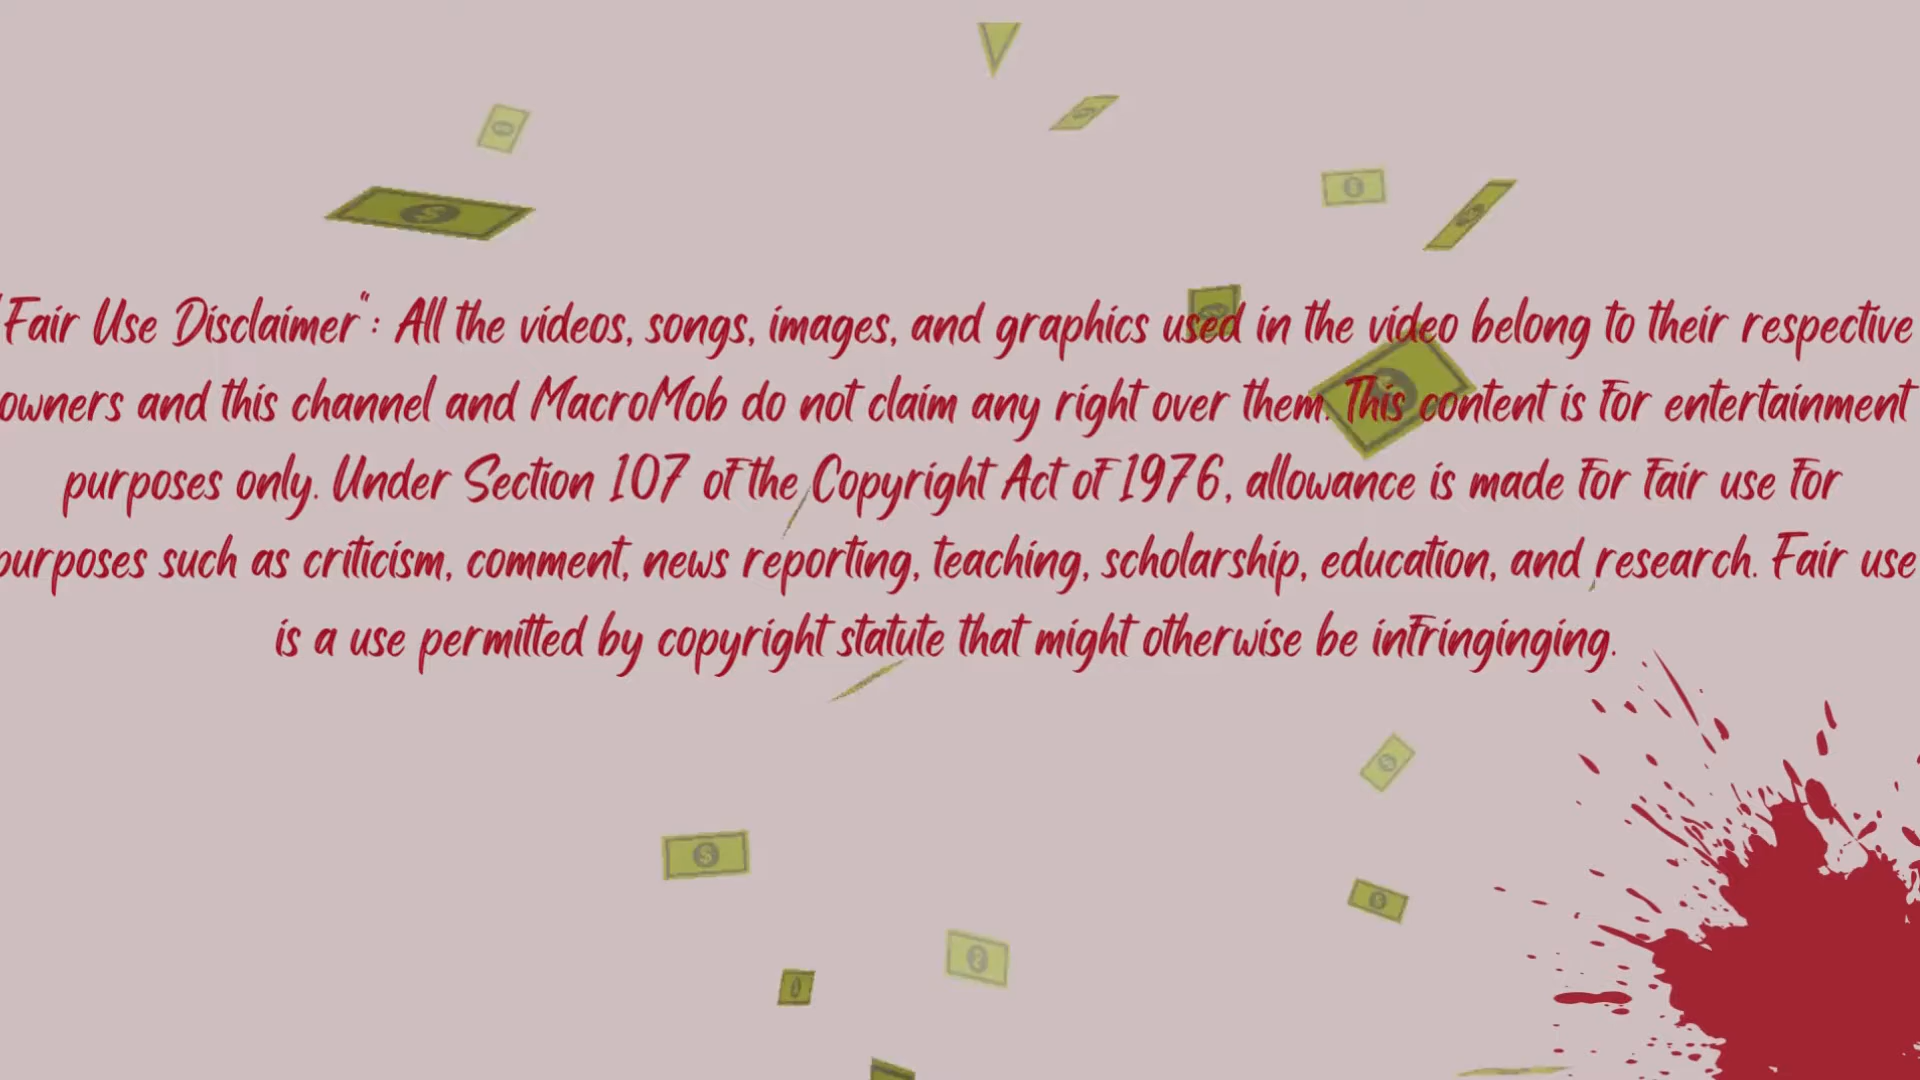 "Fair Use Disclaimer": All the videos, songs, images, and graphics used in the video belong to their respective
owners and this channel and MacroMob do not claim any right over them. This content is for entertainment
purposes only. Under Section 107 of the Copyright Act of 1976, allowance is made for fair use for
purposes such as criticism, comment, news reporting, teaching, scholarship, education, and research. Fair use
is a use permitted by copyright statute that might otherwise be infringinging.